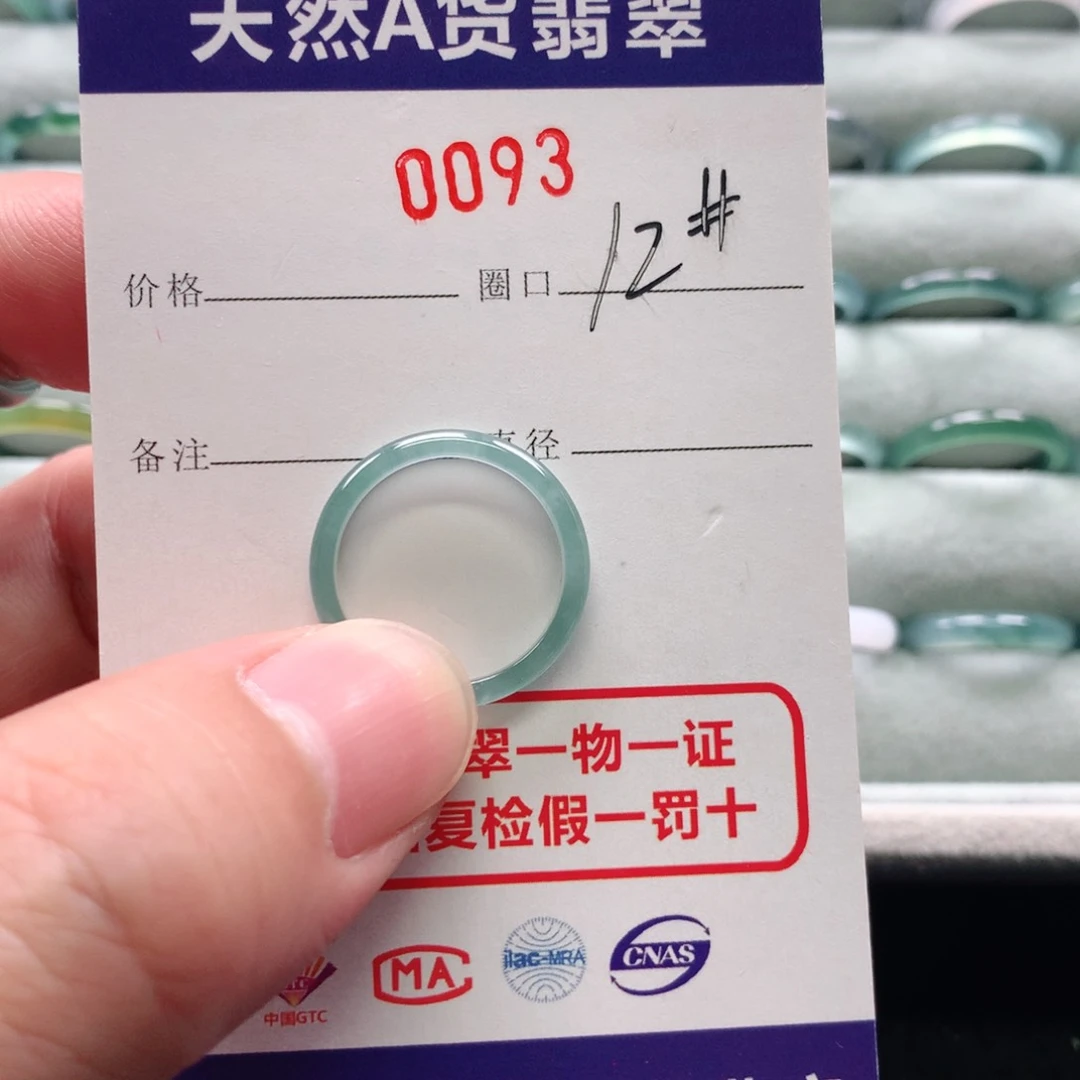 天然A货翡翠
0093
价格 圈口 12#
备注 直径
翠一物一证
复检假一罚十
中国GTC
MA
ilac-MRA
CNAS